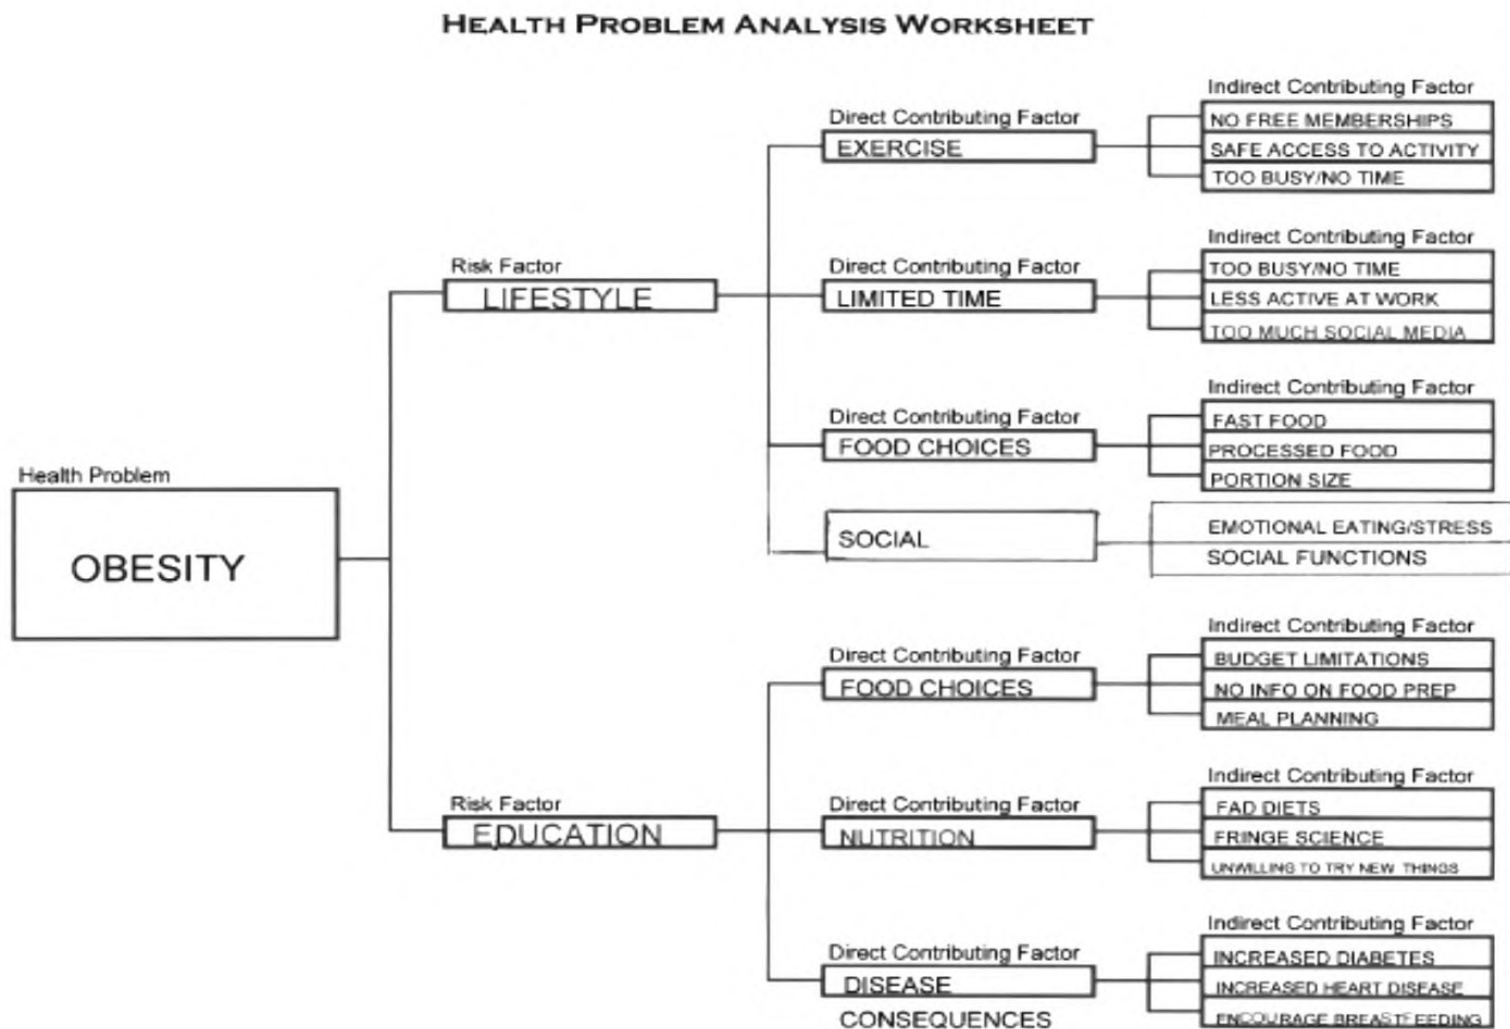 HEALTH PROBLEM ANALYSIS WORKSHEET
Health Problem
OBESITY
Risk Factor
LIFESTYLE
Direct Contributing Factor
EXERCISE
Indirect Contributing Factor
NO FREE MEMBERSHIPS
SAFE ACCESS TO ACTIVITY
TOO BUSY/NO TIME
Direct Contributing Factor
LIMITED TIME
Indirect Contributing Factor
TOO BUSY/NO TIME
LESS ACTIVE AT WORK
TOO MUCH SOCIAL MEDIA
Direct Contributing Factor
FOOD CHOICES
Indirect Contributing Factor
FAST FOOD
PROCESSED FOOD
PORTION SIZE
SOCIAL
EMOTIONAL EATING/STRESS
SOCIAL FUNCTIONS
Risk Factor
EDUCATION
Direct Contributing Factor
FOOD CHOICES
Indirect Contributing Factor
BUDGET LIMITATIONS
NO INFO ON FOOD PREP
MEAL PLANNING
Direct Contributing Factor
NUTRITION
Indirect Contributing Factor
FAD DIETS
FRINGE SCIENCE
UNWILLING TO TRY NEW THINGS
Direct Contributing Factor
DISEASE
CONSEQUENCES
Indirect Contributing Factor
INCREASED DIABETES
INCREASED HEART DISEASE
ENCOURAGE BREASTFEEDING